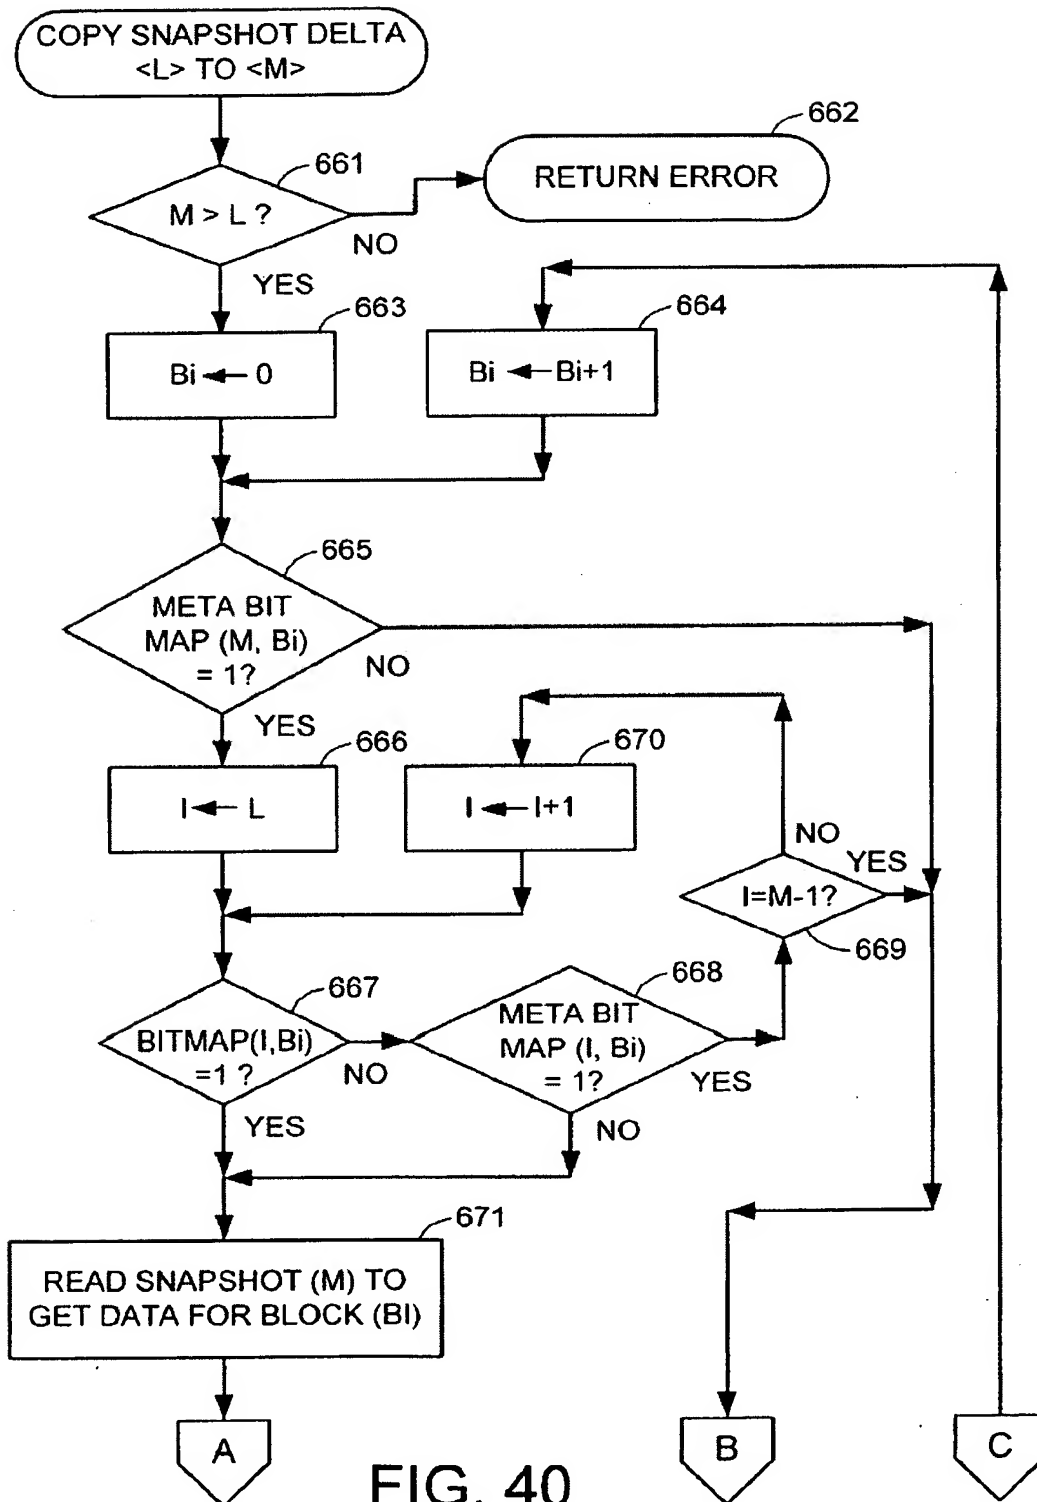 COPY SNAPSHOT DELTA
<L> TO <M>
662
RETURN ERROR
661
M > L ?
NO
YES
663
Bi ← 0
664
Bi ← Bi+1
665
META BIT
MAP (M, Bi)
= 1?
NO
YES
666
I ← L
670
I ← I+1
NO
YES
I=M-1?
669
667
BITMAP(I,Bi)
=1 ?
NO
YES
668
META BIT
MAP (I, Bi)
= 1?
YES
NO
671
READ SNAPSHOT (M) TO
GET DATA FOR BLOCK (BI)
A
B
C
FIG. 40